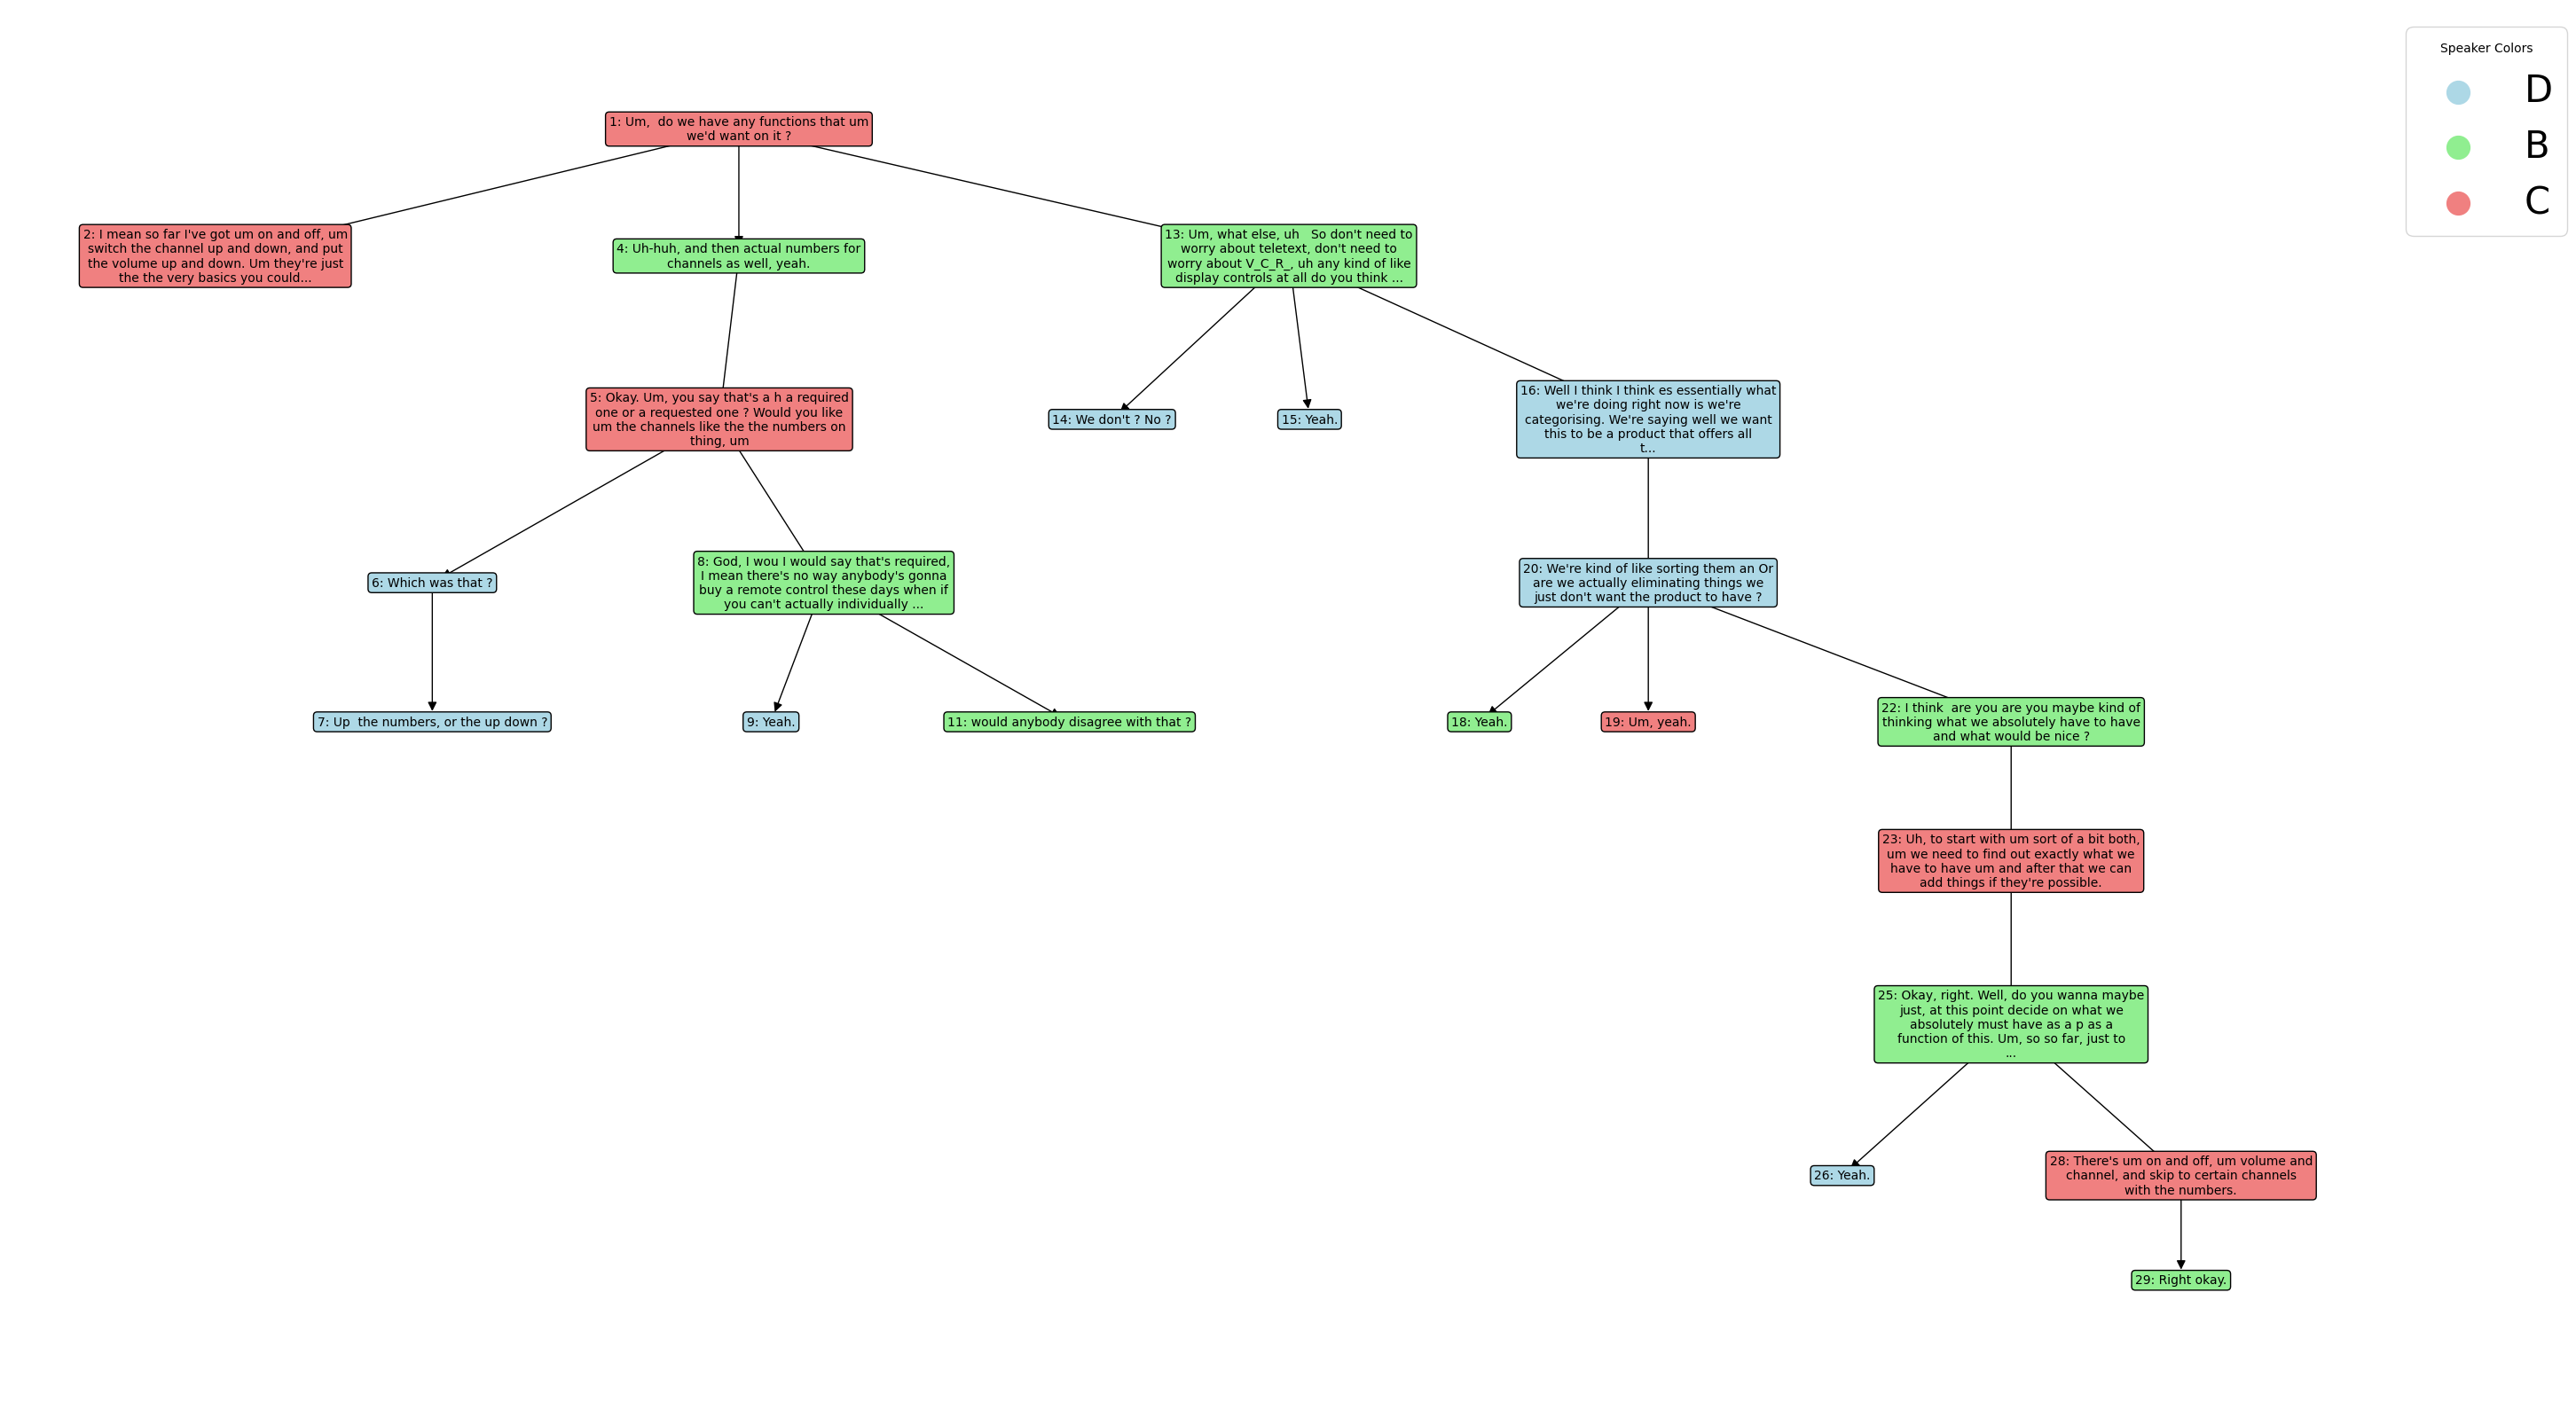 Speaker Colors
D
B
C
1: Um,  do we have any functions that um
we'd want on it ?
2: I mean so far I've got um on and off, um
switch the channel up and down, and put
the volume up and down. Um they're just
the the very basics you could...
4: Uh-huh, and then actual numbers for
channels as well, yeah.
13: Um, what else, uh   So don't need to
worry about teletext, don't need to
worry about V_C_R_, uh any kind of like
display controls at all do you think ...
5: Okay. Um, you say that's a h a required
one or a requested one ? Would you like
um the channels like the the numbers on
thing, um
14: We don't ? No ?
15: Yeah.
16: Well I think I think es essentially what
we're doing right now is we're
categorising. We're saying well we want
this to be a product that offers all
t...
6: Which was that ?
8: God, I wou I would say that's required,
I mean there's no way anybody's gonna
buy a remote control these days when if
you can't actually individually ...
20: We're kind of like sorting them an Or
are we actually eliminating things we
just don't want the product to have ?
7: Up  the numbers, or the up down ?
9: Yeah.
11: would anybody disagree with that ?
18: Yeah.
19: Um, yeah.
22: I think  are you are you maybe kind of
thinking what we absolutely have to have
and what would be nice ?
23: Uh, to start with um sort of a bit both,
um we need to find out exactly what we
have to have um and after that we can
add things if they're possible.
25: Okay, right. Well, do you wanna maybe
just, at this point decide on what we
absolutely must have as a p as a
function of this. Um, so so far, just to
...
26: Yeah.
28: There's um on and off, um volume and
channel, and skip to certain channels
with the numbers.
29: Right okay.